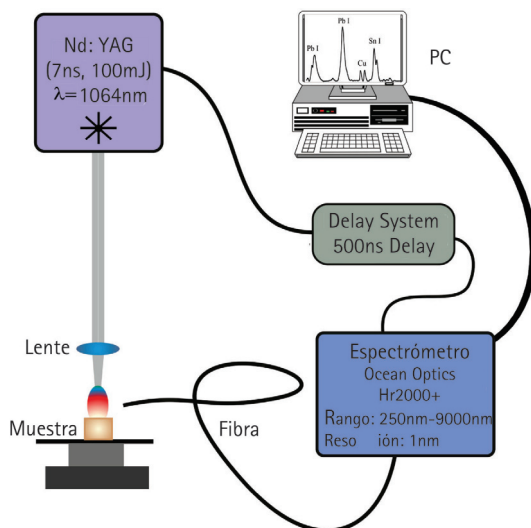 Nd: YAG
(7ns, 100mJ)
λ=1064nm
Pb I
Pb I
Cu
Sn I
PC
Delay System
500ns Delay
Lente
Muestra
Fibra
Espectrómetro
Ocean Optics
Hr2000+
Rango: 250nm-9000nm
Reso ión: 1nm